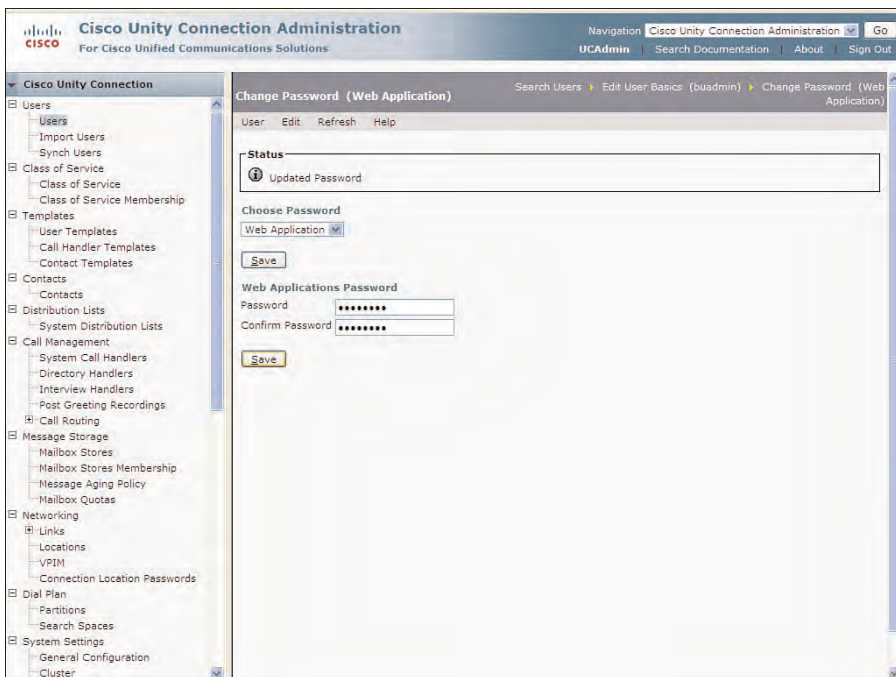 CISCO
Cisco Unity Connection Administration
For Cisco Unified Communications Solutions
Navigation Cisco Unity Connection Administration Go
UCAdmin | Search Documentation | About | Sign Out
Cisco Unity Connection
Users
Users
Import Users
Synch Users
Class of Service
Class of Service
Class of Service Membership
Templates
User Templates
Call Handler Templates
Contact Templates
Contacts
Contacts
Distribution Lists
System Distribution Lists
Call Management
System Call Handlers
Directory Handlers
Interview Handlers
Post Greeting Recordings
Call Routing
Message Storage
Mailbox Stores
Mailbox Stores Membership
Message Aging Policy
Mailbox Quotas
Networking
Links
Locations
VPIM
Connection Location Passwords
Dial Plan
Partitions
Search Spaces
System Settings
General Configuration
Cluster
Change Password (Web Application)
Search Users Edit User Basics (buadmin) Change Password (Web
Application)
User Edit Refresh Help
Status
Updated Password
Choose Password
Web Application
Save
Web Applications Password
Password
Confirm Password
Save